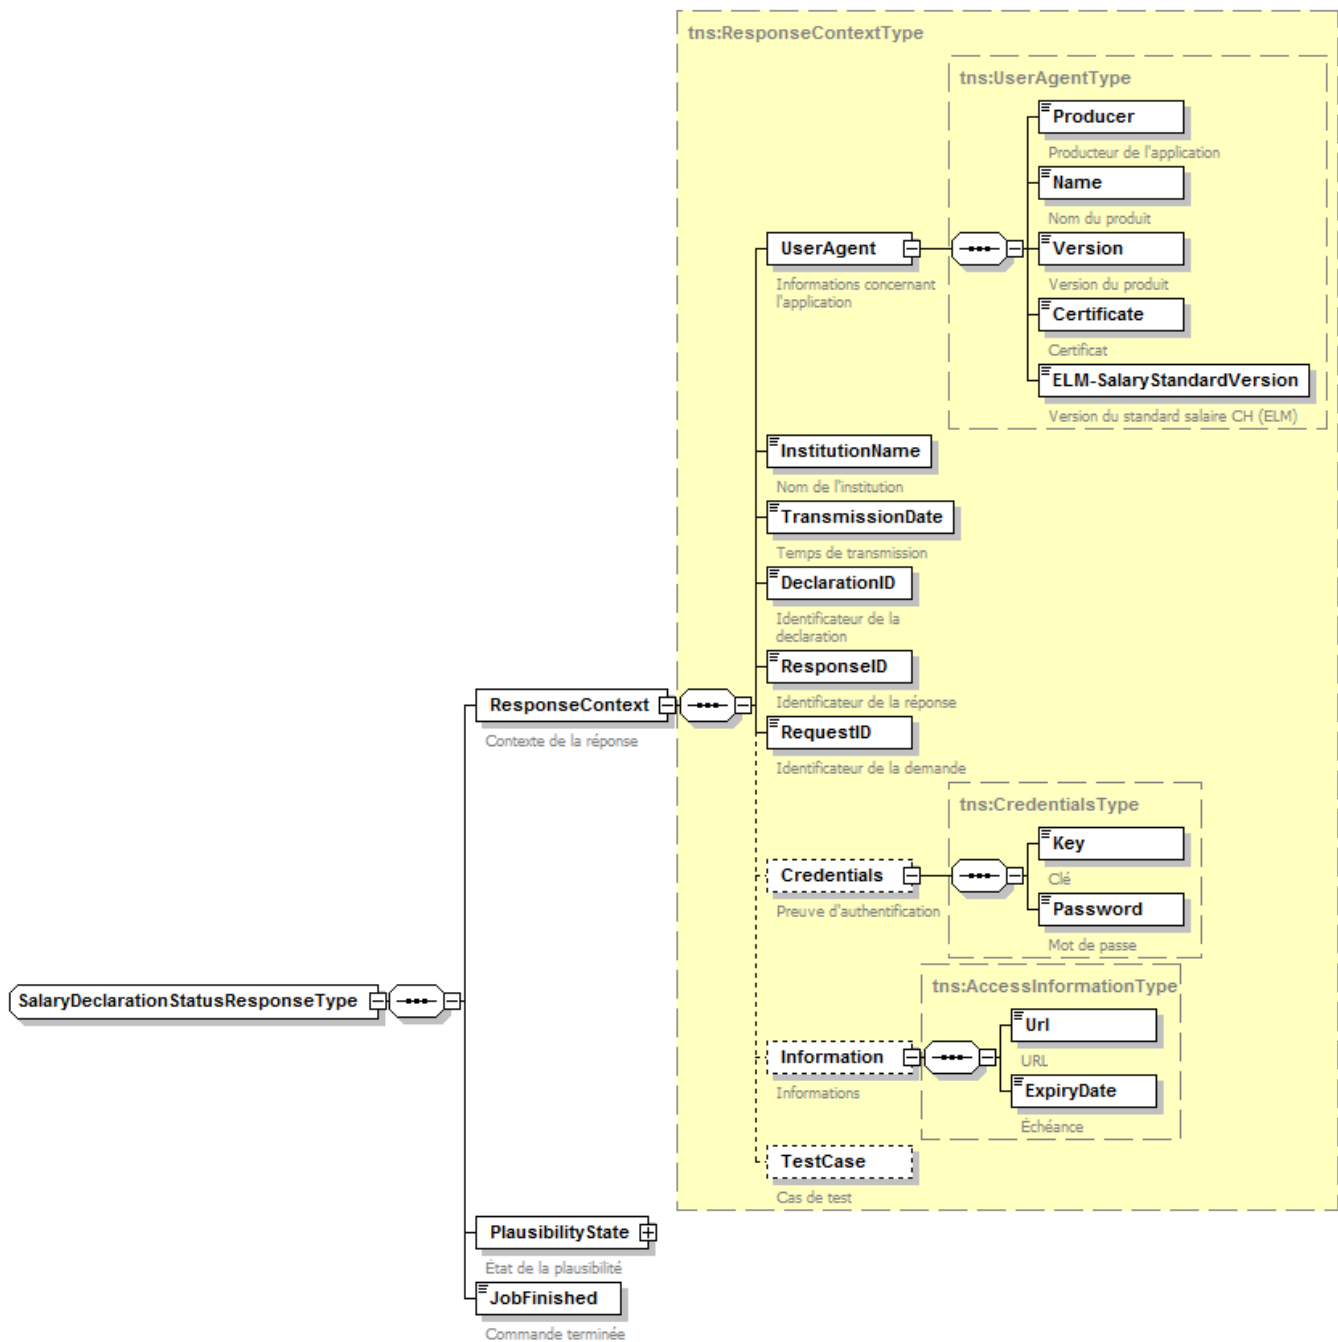 tns:ResponseContextType
tns:UserAgentType
Producer
Producteur de l'application
Name
Nom du produit
UserAgent
Informations concernant
l'application
Version
Version du produit
Certificate
Certificat
ELM-SalaryStandardVersion
Version du standard salaire CH (ELM)
InstitutionName
Nom de l'institution
TransmissionDate
Temps de transmission
DeclarationID
Identificateur de la
declaration
ResponseID
Identificateur de la réponse
ResponseContext
Contexte de la réponse
RequestID
Identificateur de la demande
tns:CredentialsType
Key
Clé
Credentials
Preuve d'authentification
Password
Mot de passe
SalaryDeclarationStatusResponseType
tns:AccessInformationType
Url
URL
Information
Informations
ExpiryDate
Échéance
TestCase
Cas de test
PlausibilityState
État de la plausibilité
JobFinished
Commande terminée